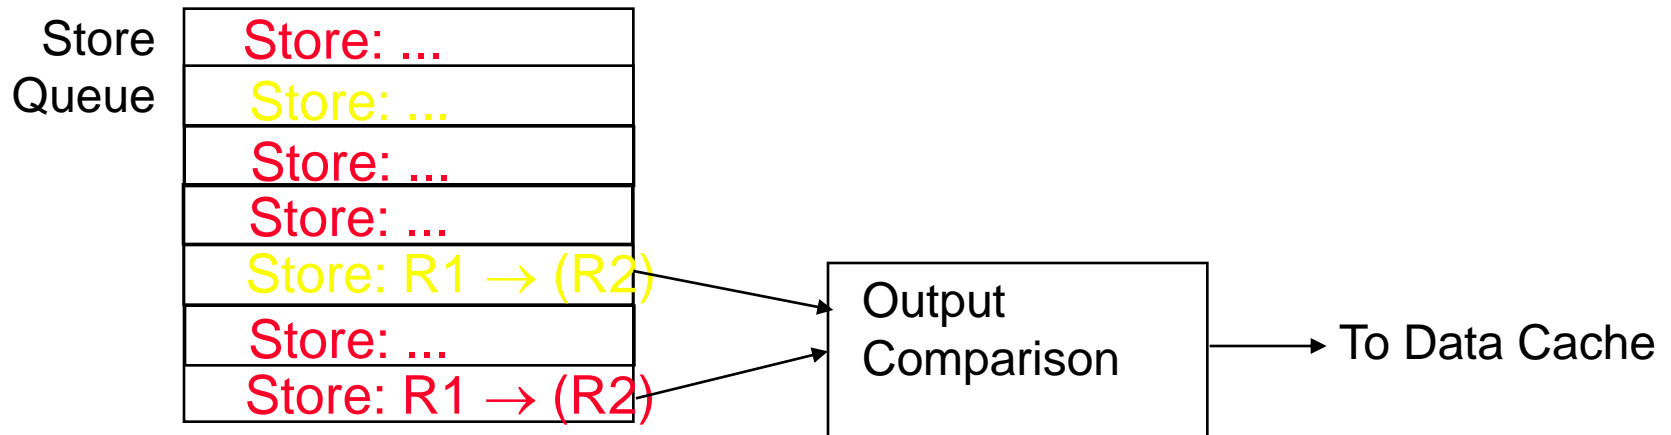 Store
Queue
Store: ...
Store: ...
Store: ...
Store: ...
Store: R1 → (R2)
Store: ...
Store: R1 → (R2)
Output
Comparison
To Data Cache